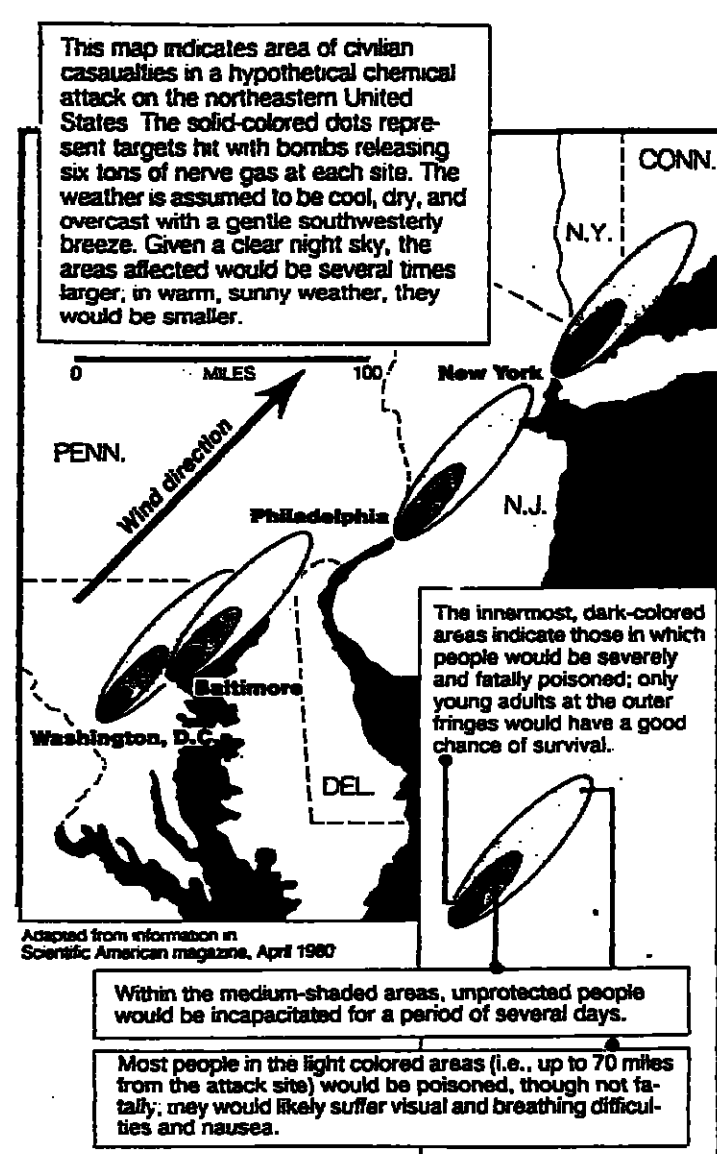 This map indicates area of civilian
casaualties in a hypothetical chemical
attack on the northeastern United
States The solid-colored dots repre-
sent targets hit with bombs releasing
six tons of nerve gas at each site. The
weather is assumed to be cool, dry, and
overcast with a gentle southwesterly
breeze. Given a clear night sky, the
areas affected would be several times
larger; in warm, sunny weather, they
would be smaller.
CONN.
N.Y.
0 MILES 100
New York
Wind direction
PENN.
Philadelphia
N.J.
Baltimore
Washington, D.C.
DEL.
The innermost, dark-colored
areas indicate those in which
people would be severely
and fatally poisoned; only
young adults at the outer
fringes would have a good
chance of survival.
Adapted from information in
Scientific American magazine, April 1980
Within the medium-shaded areas, unprotected people
would be incapacitated for a period of several days.
Most people in the light colored areas (i.e., up to 70 miles
from the attack site) would be poisoned, though not fa-
tally; they would likely suffer visual and breathing difficul-
ties and nausea.